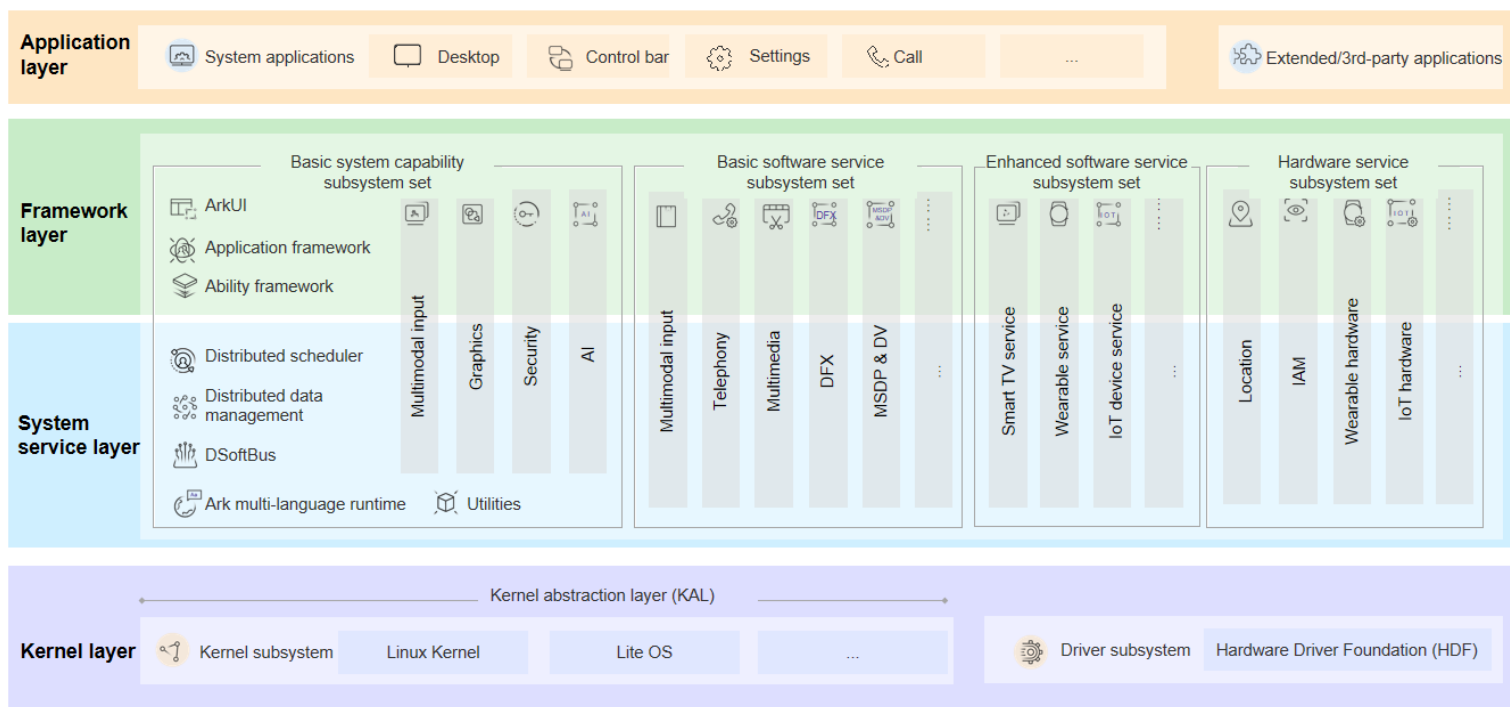 Application
layer
System applications
Desktop
Control bar
Settings
Call
...
Extended/3rd-party applications
Framework
layer
Basic system capability
subsystem set
ArkUI
Application framework
Ability framework
Multimodal input
Graphics
Security
AI
AI
Basic software service
subsystem set
DFX
MSDP
&DV
Multimodal input
Telephony
Multimedia
DFX
MSDP & DV
...
Enhanced software service
subsystem set
IOT
Smart TV service
Wearable service
IoT device service
...
Hardware service
subsystem set
IOT
Location
IAM
Wearable hardware
IoT hardware
...
System
service layer
Distributed scheduler
Distributed data
management
DSoftBus
Ark multi-language runtime
Utilities
Kernel layer
Kernel abstraction layer (KAL)
Kernel subsystem
Linux Kernel
Lite OS
...
Driver subsystem
Hardware Driver Foundation (HDF)